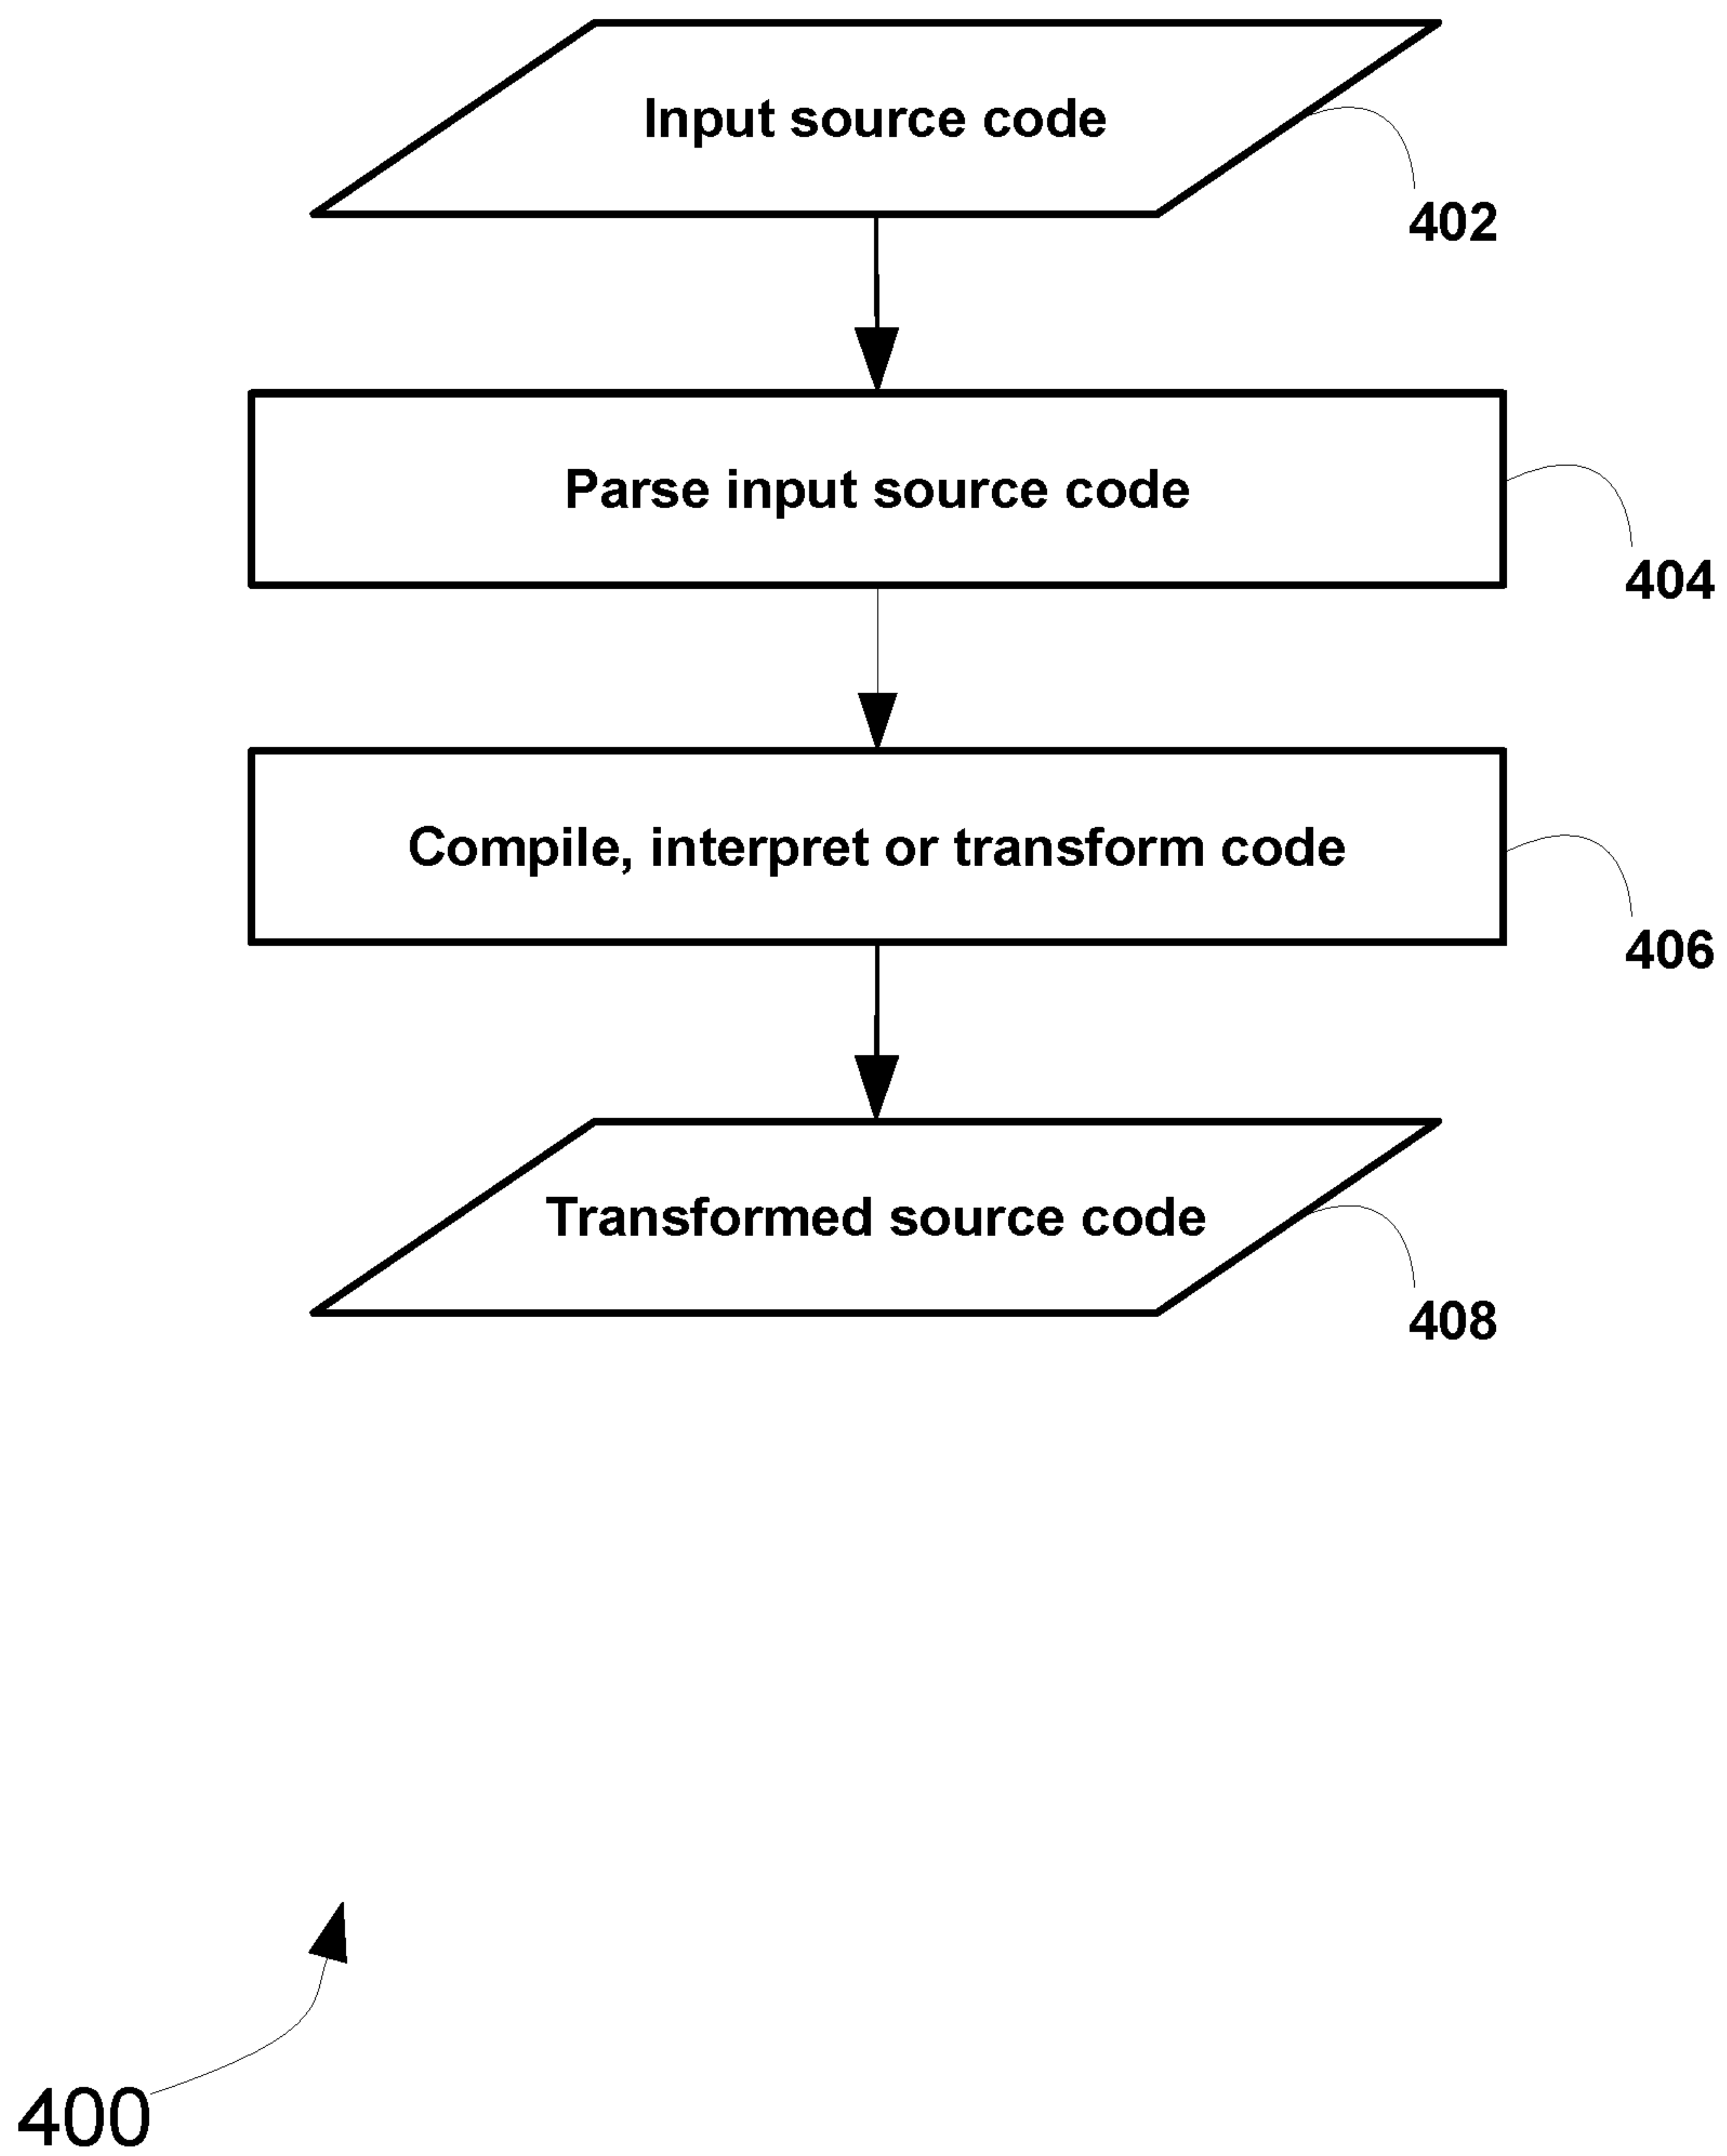 Input source code
402
Parse input source code
404
Compile, interpret or transform code
406
Transformed source code
408
400